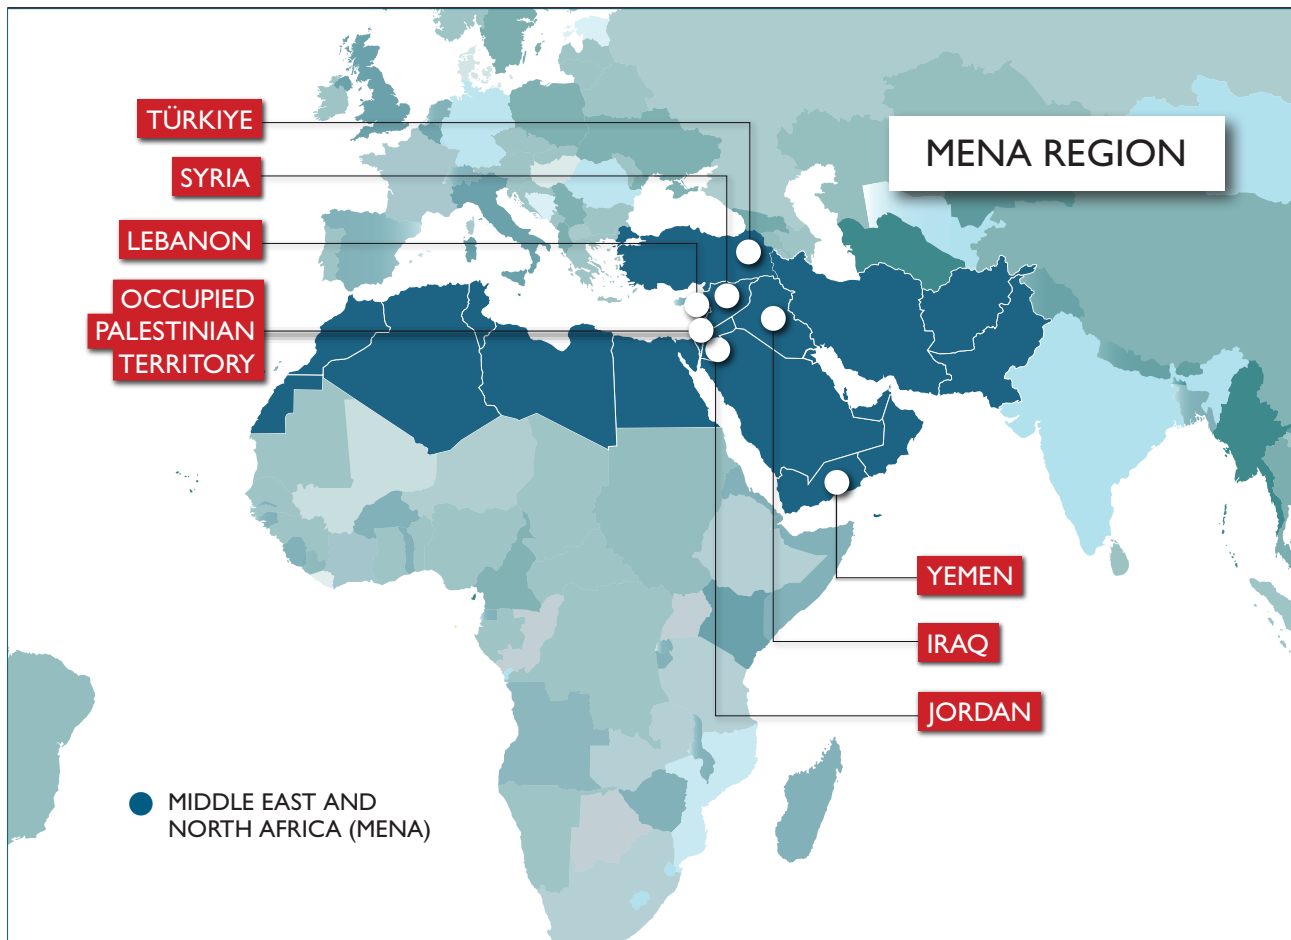 TÜRKIYE
MENA REGION
SYRIA
LEBANON
OCCUPIED
PALESTINIAN
TERRITORY
YEMEN
IRAQ
JORDAN
MIDDLE EAST AND
NORTH AFRICA (MENA)